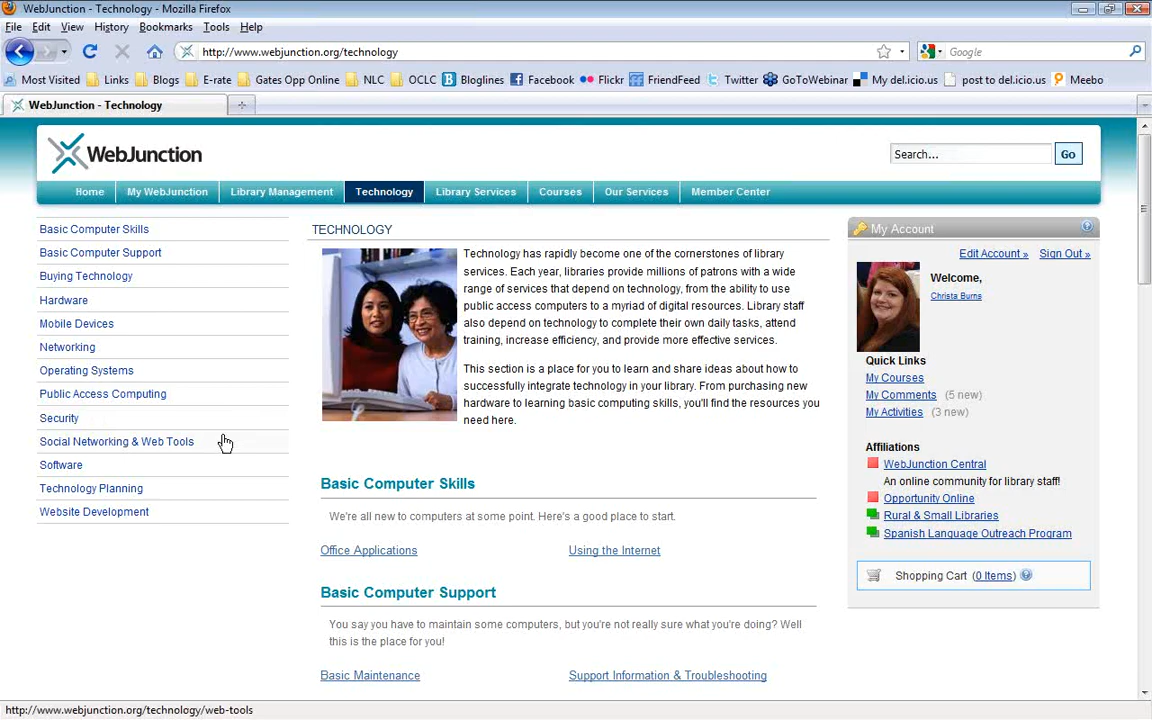 WebJunction - Technology - Mozilla Firefox
File Edit View History Bookmarks Tools Help
http://www.webjunction.org/technology
Google
Most Visited Links Blogs E-rate Gates Opp Online NLC OCLC Bloglines Facebook Flickr FriendFeed Twitter GoToWebinar My del.icio.us post to del.icio.us Meebo
WebJunction - Technology
WebJunction
Search... Go
Home My WebJunction Library Management Technology Library Services Courses Our Services Member Center
Basic Computer Skills
Basic Computer Support
Buying Technology
Hardware
Mobile Devices
Networking
Operating Systems
Public Access Computing
Security
Social Networking & Web Tools
Software
Technology Planning
Website Development
TECHNOLOGY
Technology has rapidly become one of the cornerstones of library
services. Each year, libraries provide millions of patrons with a wide
range of services that depend on technology, from the ability to use
public access computers to a myriad of digital resources. Library staff
also depend on technology to complete their own daily tasks, attend
training, increase efficiency, and provide more effective services.
This section is a place for you to learn and share ideas about how to
successfully integrate technology in your library. From purchasing new
hardware to learning basic computing skills, you'll find the resources you
need here.
Basic Computer Skills
We're all new to computers at some point. Here's a good place to start.
Office Applications Using the Internet
Basic Computer Support
You say you have to maintain some computers, but you're not really sure what you're doing? Well
this is the place for you!
Basic Maintenance Support Information & Troubleshooting
My Account
Edit Account » Sign Out »
Welcome,
Christa Burns
Quick Links
My Courses
My Comments (5 new)
My Activities (3 new)
Affiliations
WebJunction Central
An online community for library staff!
Opportunity Online
Rural & Small Libraries
Spanish Language Outreach Program
Shopping Cart (0 Items)
http://www.webjunction.org/technology/web-tools